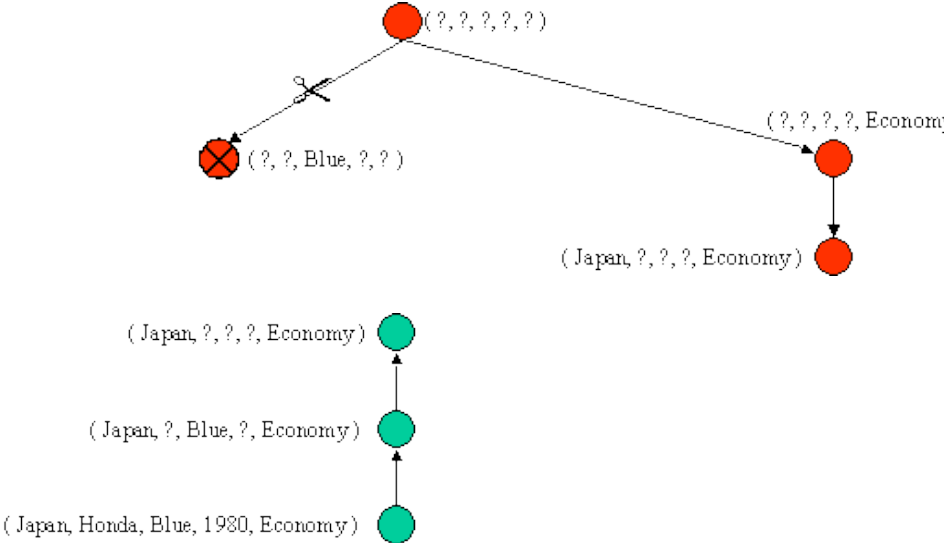 ( ?, ?, ?, ?, ? )
( ?, ?, ?, ?, Economy
( ?, ?, Blue, ?, ? )
( Japan, ?, ?, ?, Economy )
( Japan, ?, ?, ?, Economy )
( Japan, ?, Blue, ?, Economy )
( Japan, Honda, Blue, 1980, Economy )